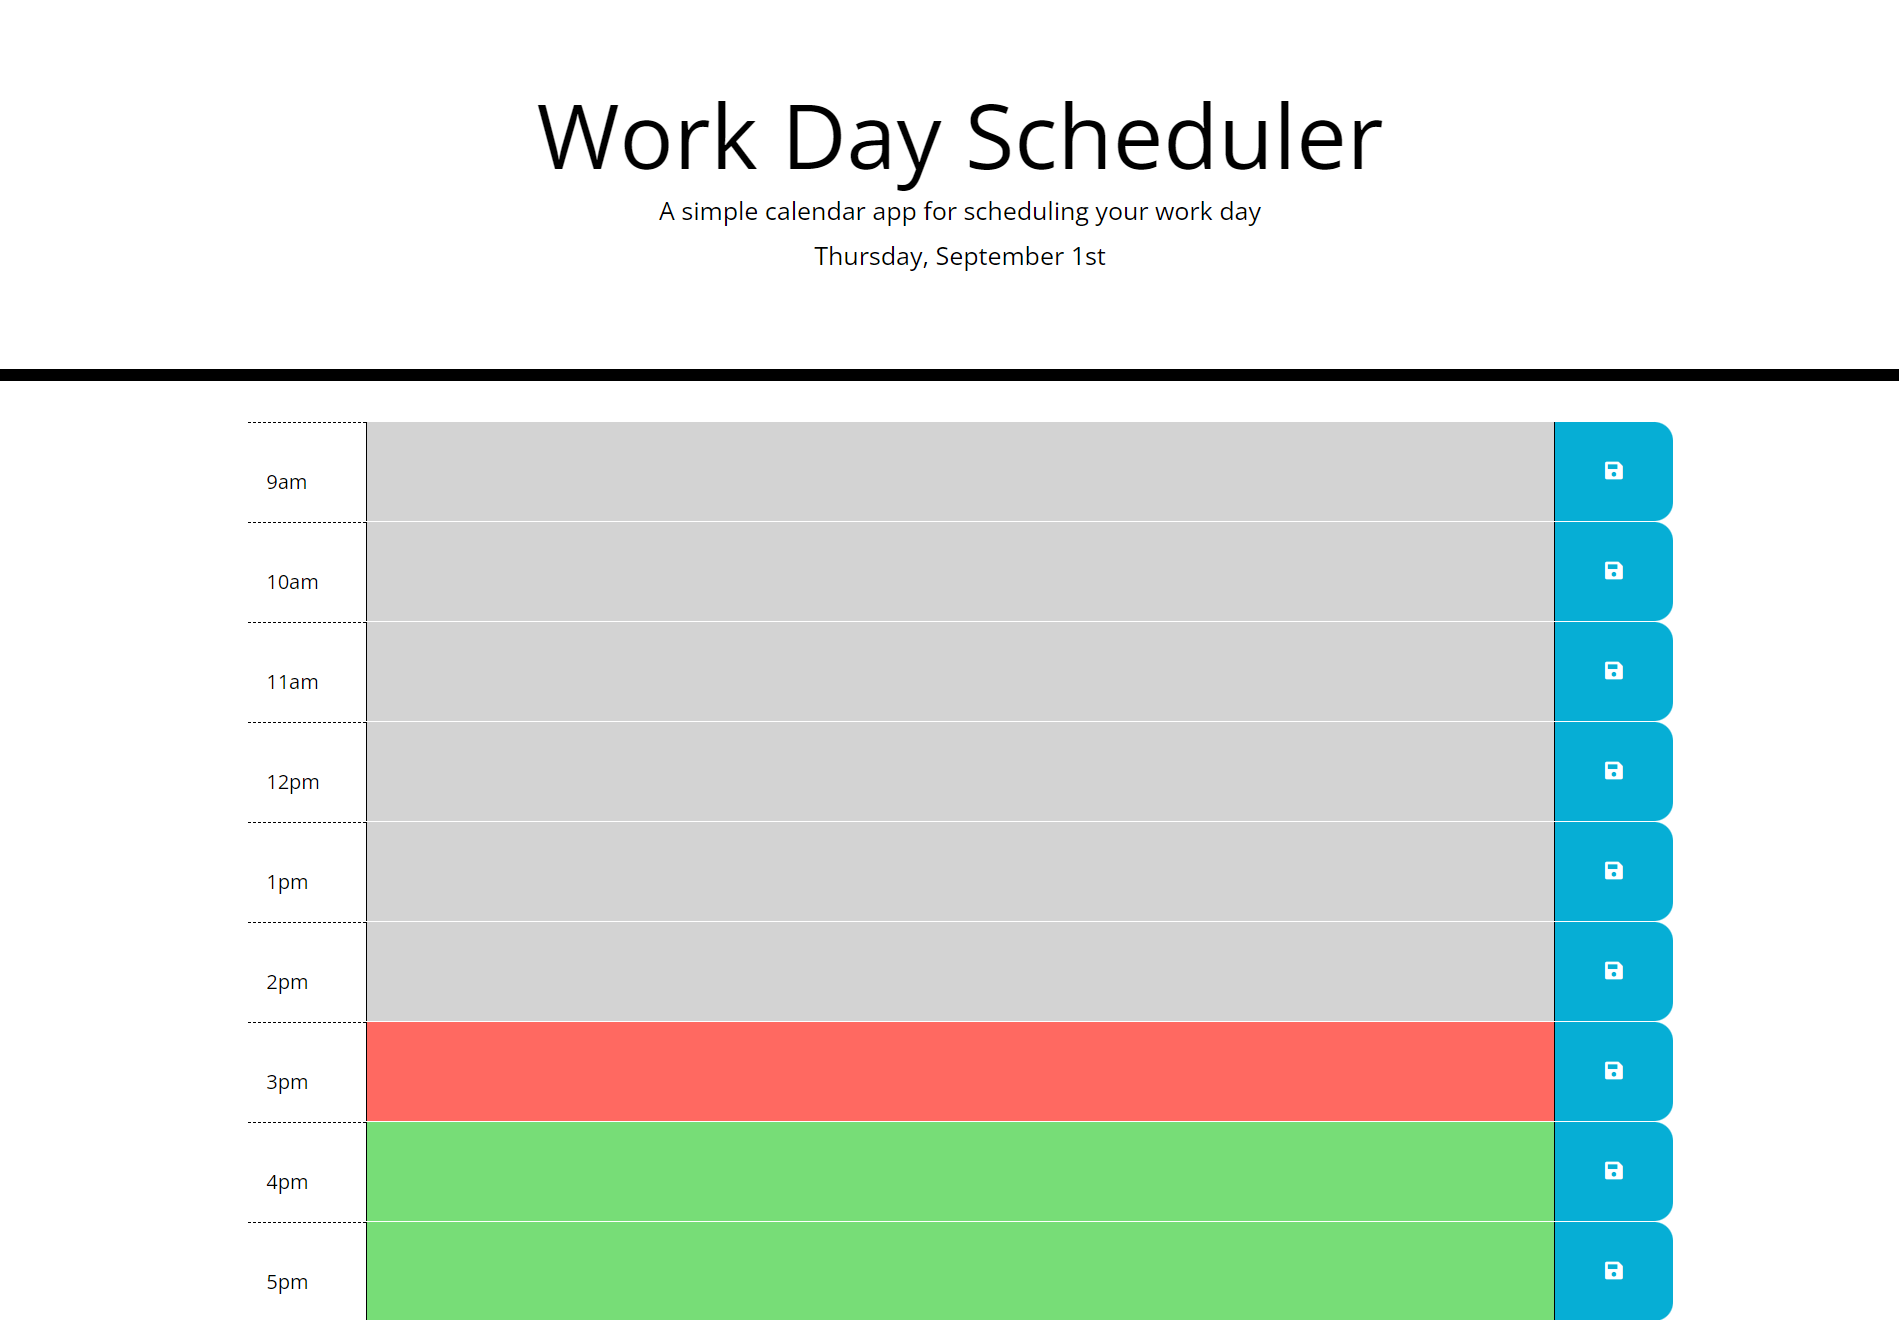 Work Day Scheduler
A simple calendar app for scheduling your work day
Thursday, September 1st
9am
10am
11am
12pm
1pm
2pm
3pm
4pm
5pm